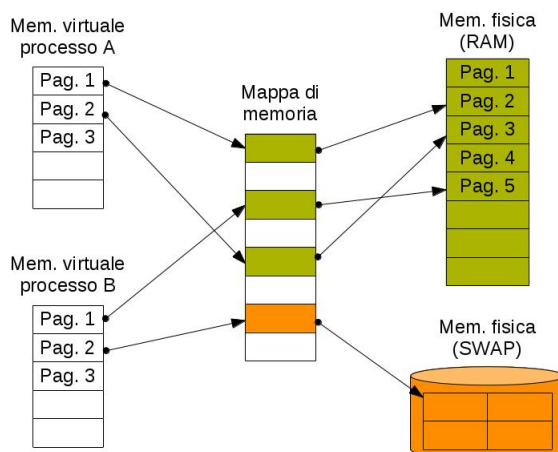 Mem. virtuale
processo A
Pag. 1
Pag. 2
Pag. 3
Mem. virtuale
processo B
Pag. 1
Pag. 2
Pag. 3
Mappa di
memoria
Mem. fisica
(RAM)
Pag. 1
Pag. 2
Pag. 3
Pag. 4
Pag. 5
Mem. fisica
(SWAP)